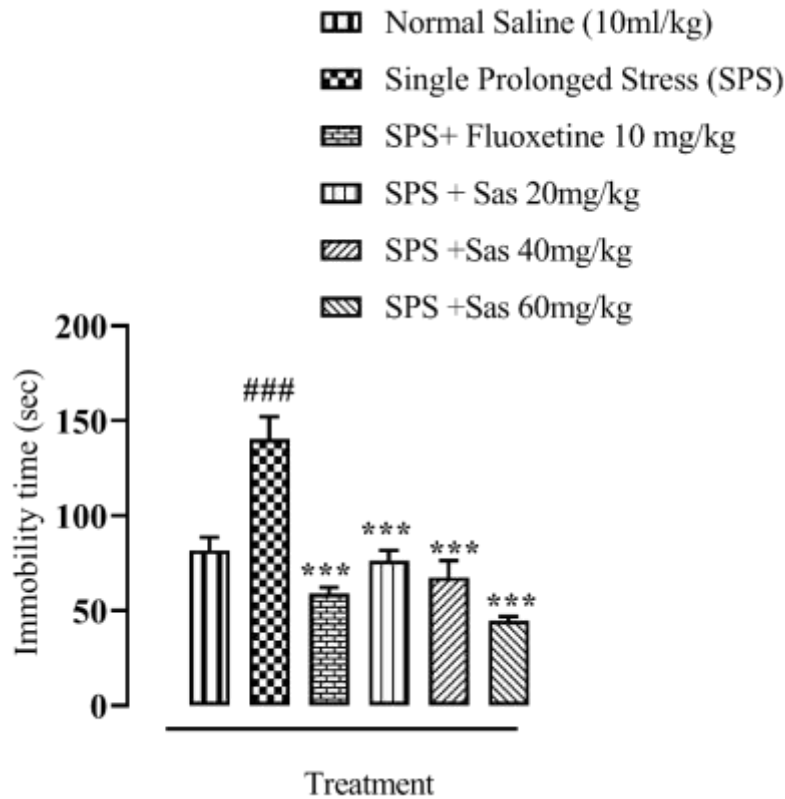 Normal Saline (10ml/kg)
Single Prolonged Stress (SPS)
SPS+ Fluoxetine 10 mg/kg
SPS + Sas 20mg/kg
SPS +Sas 40mg/kg
SPS +Sas 60mg/kg
200
150
100
50
0
Immobility time (sec)
###
***
***
***
***
Treatment